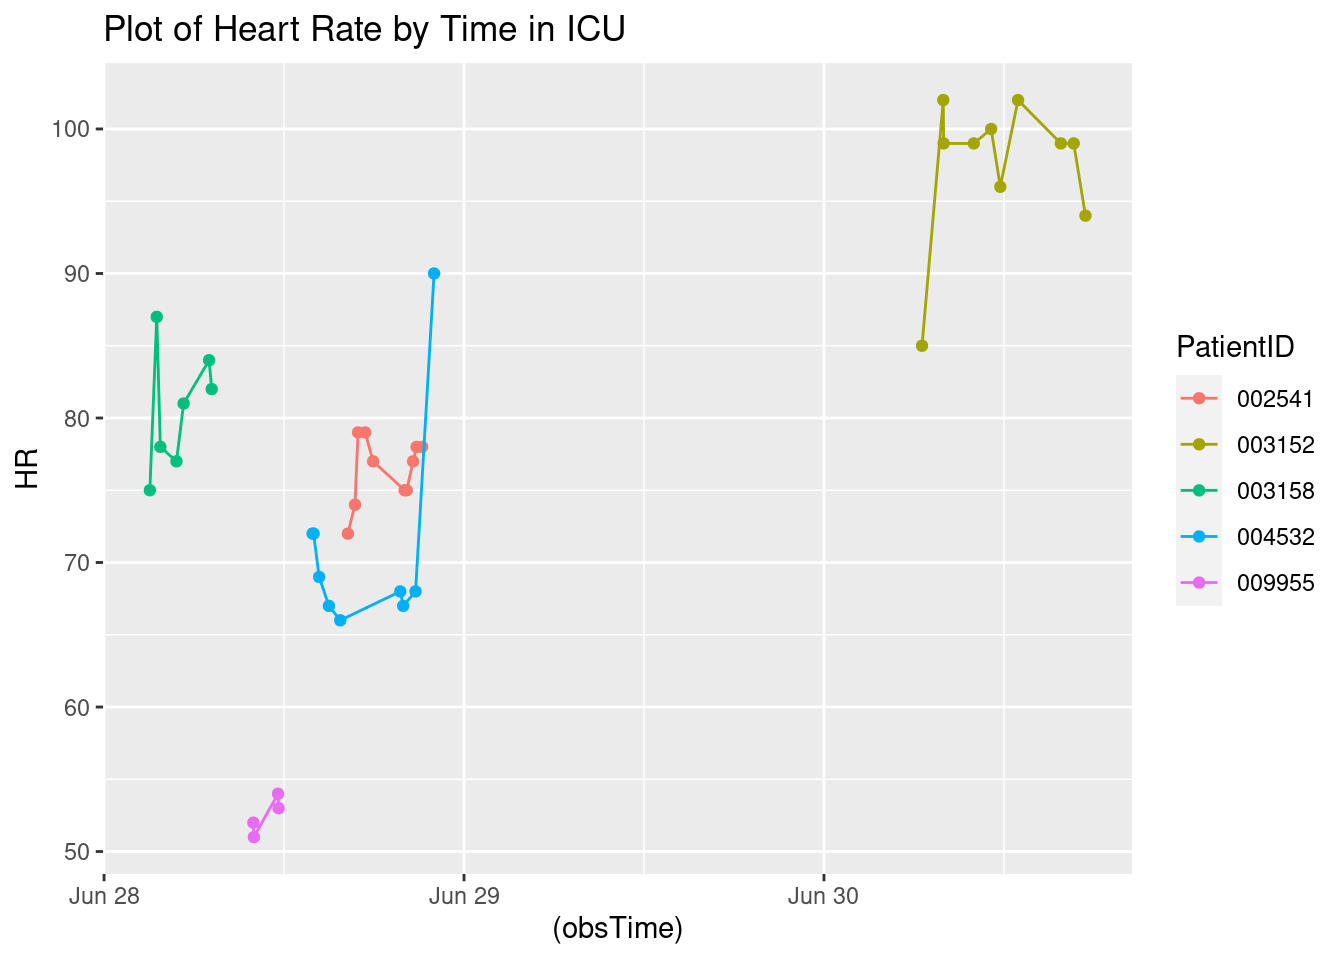 Plot of Heart Rate by Time in ICU
100
90
80
70
60
50
HR
Jun 28
Jun 29
Jun 30
(obsTime)
PatientID
002541
003152
003158
004532
009955